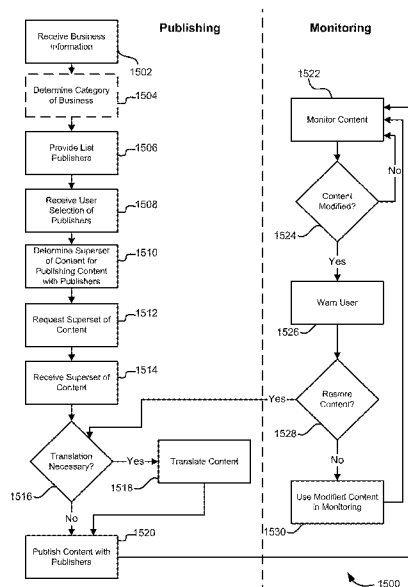 Publishing
Receive Business
Information
1502
Determine Category
of Business
1504
Provide List
Publishers
1506
Receive User
Selection of
Publishers
1508
Determine Superset
of Content for
Publishing Content
with Publishers
1510
Request Superset of
Content
1512
Receive Superset of
Content
1514
Translation
Necessary?
1516
Yes
Translate Content
1518
No
Publish Content with
Publishers
1520
Monitoring
1522
Monitor Content
No
Content
Modified?
1524
Yes
Warn User
1526
Restore
Content?
1528
Yes
No
Use Modified Content
in Monitoring
1530
1500